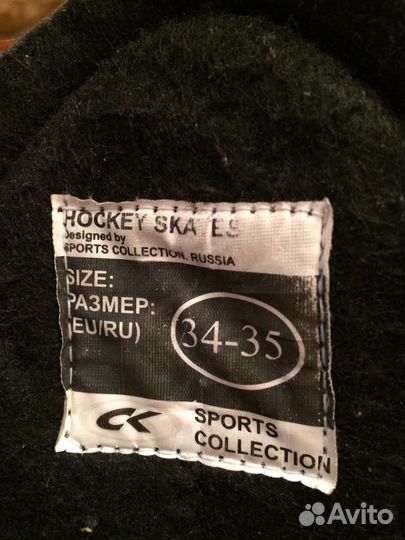 HOCKEY SKATES
Designed by
SPORTS COLLECTION, RUSSIA
SIZE:
РАЗМЕР:
(EU/RU)
34-35
CK SPORTS
COLLECTION
Avito